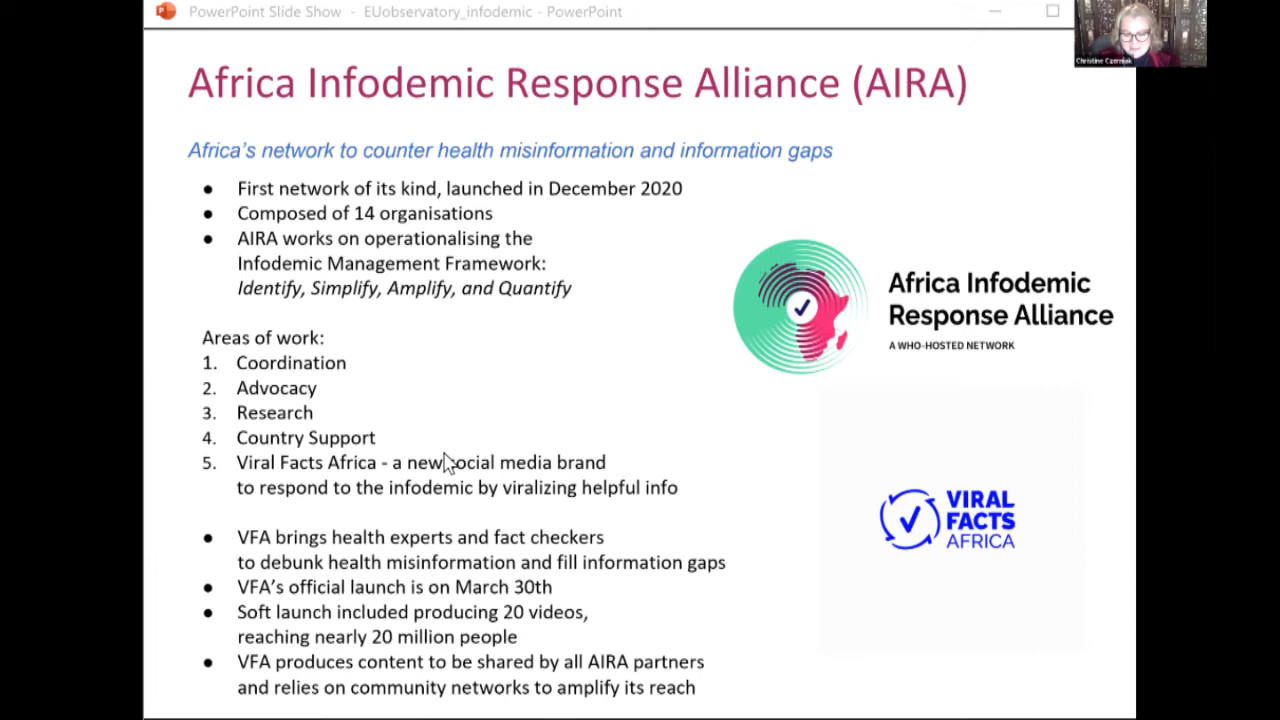 PowerPoint Slide Show - EUobservatory_infodemic - PowerPoint
Christine Czerniak
Africa Infodemic Response Alliance (AIRA)
Africa's network to counter health misinformation and information gaps
● First network of its kind, launched in December 2020
● Composed of 14 organisations
● AIRA works on operationalising the
Infodemic Management Framework:
Identify, Simplify, Amplify, and Quantify
Africa Infodemic
Response Alliance
A WHO-HOSTED NETWORK
Areas of work:
1. Coordination
2. Advocacy
3. Research
4. Country Support
5. Viral Facts Africa - a new social media brand
to respond to the infodemic by viralizing helpful info
VIRAL
FACTS
AFRICA
● VFA brings health experts and fact checkers
to debunk health misinformation and fill information gaps
● VFA's official launch is on March 30th
● Soft launch included producing 20 videos,
reaching nearly 20 million people
● VFA produces content to be shared by all AIRA partners
and relies on community networks to amplify its reach